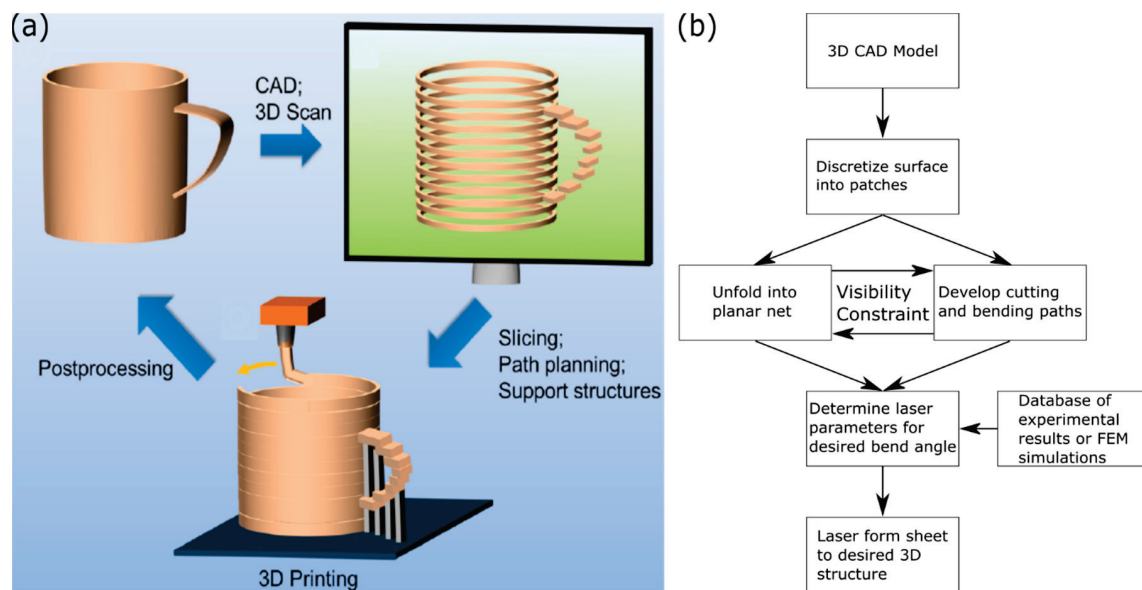 (a)
CAD;
3D Scan
Slicing;
Path planning;
Support structures
Postprocessing
3D Printing
(b)
3D CAD Model
Discretize surface
into patches
Unfold into
planar net
Visibility
Constraint
Develop cutting
and bending paths
Determine laser
parameters for
desired bend angle
Database of
experimental
results or FEM
simulations
Laser form sheet
to desired 3D
structure